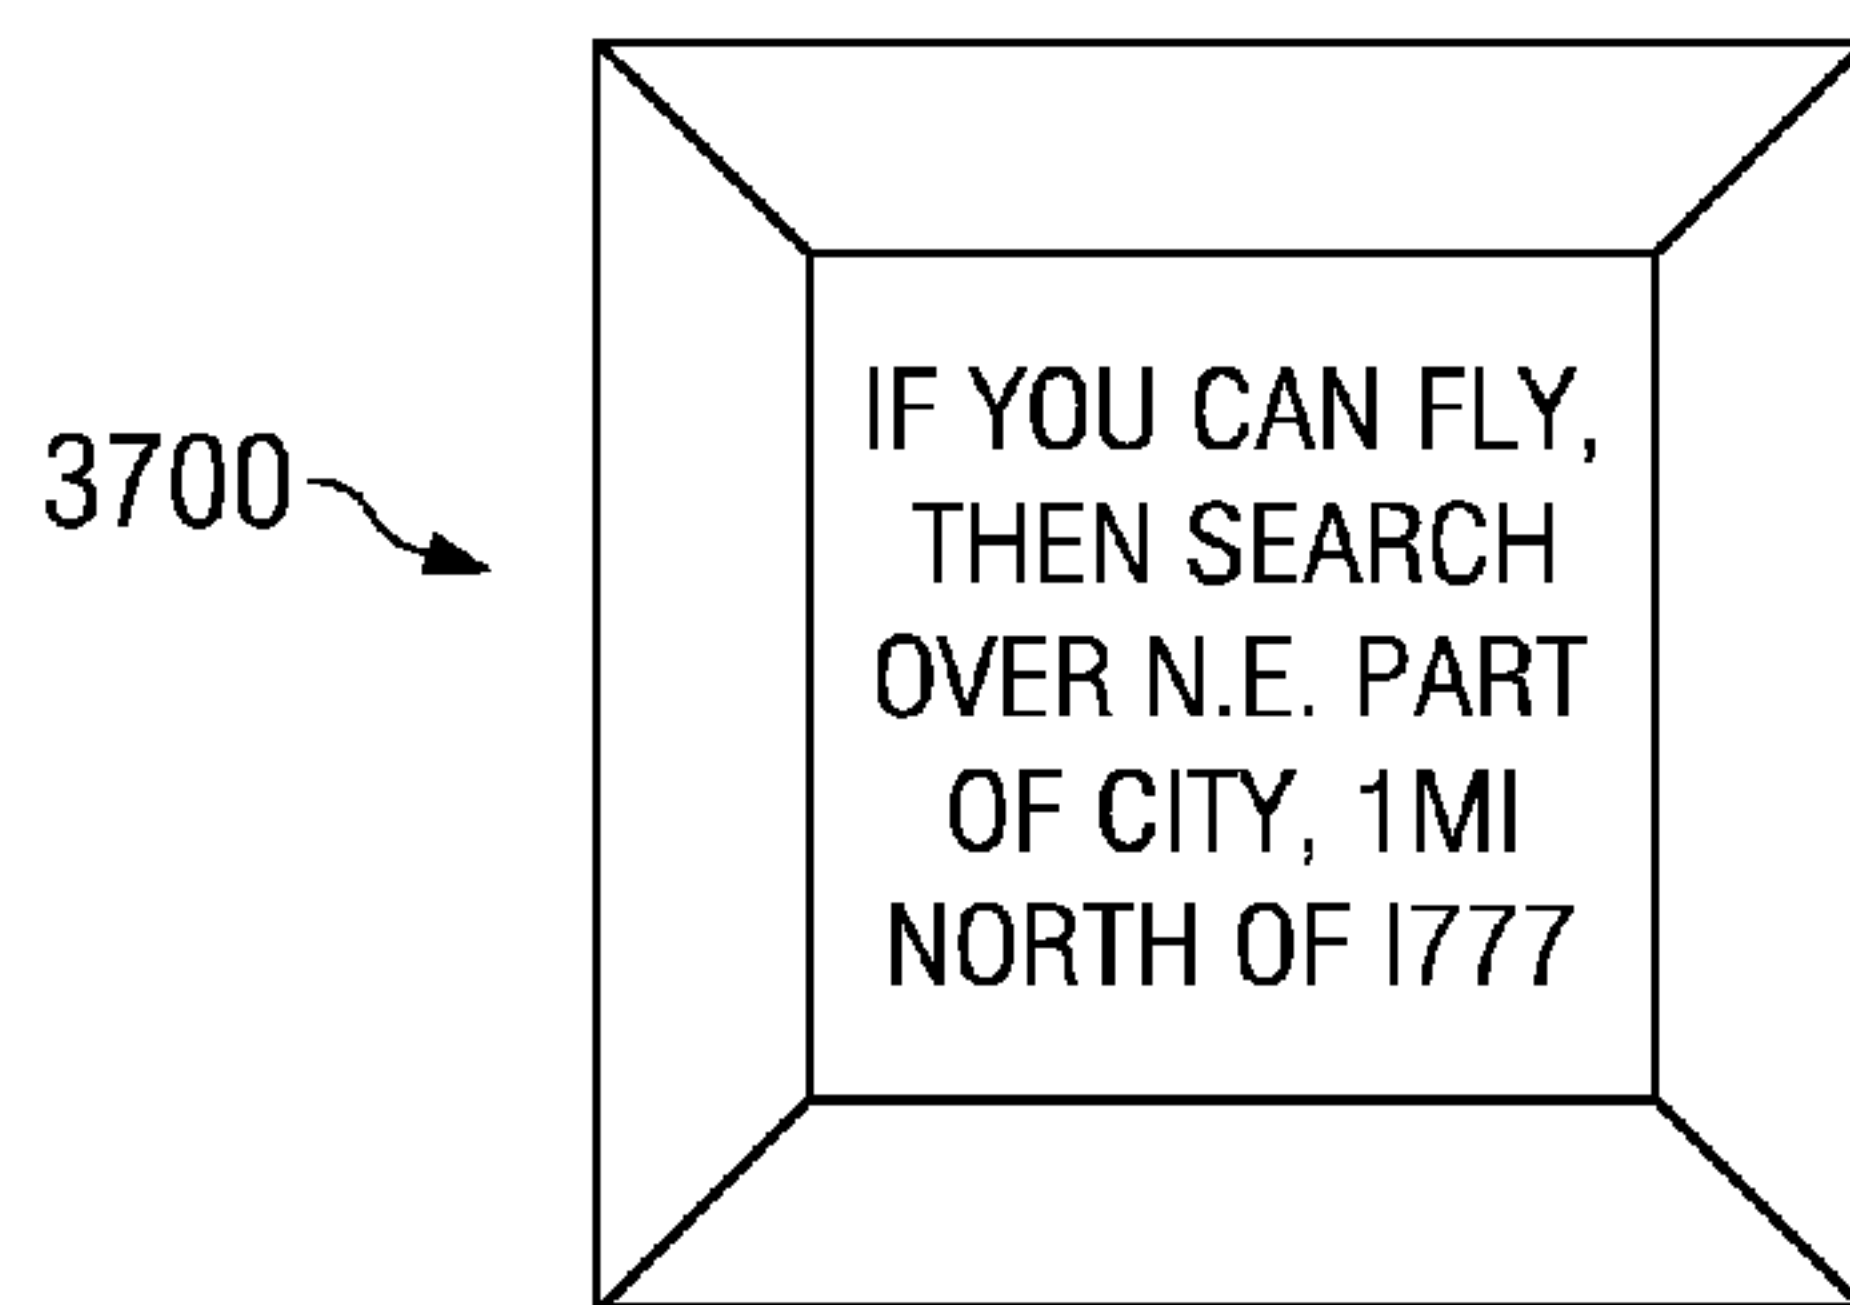 3700
IF YOU CAN FLY,
THEN SEARCH
OVER N.E. PART
OF CITY, 1MI
NORTH OF I777